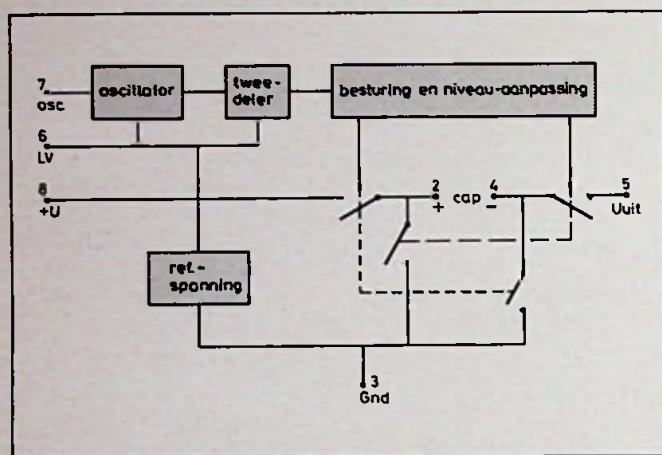 7
osc.
oscillator
twee-
deler
besturing en niveau-aanpassing
6
LV
8
+U
2
+
cap
4
-
5
Uuit
ref.-
spanning
3
Gnd